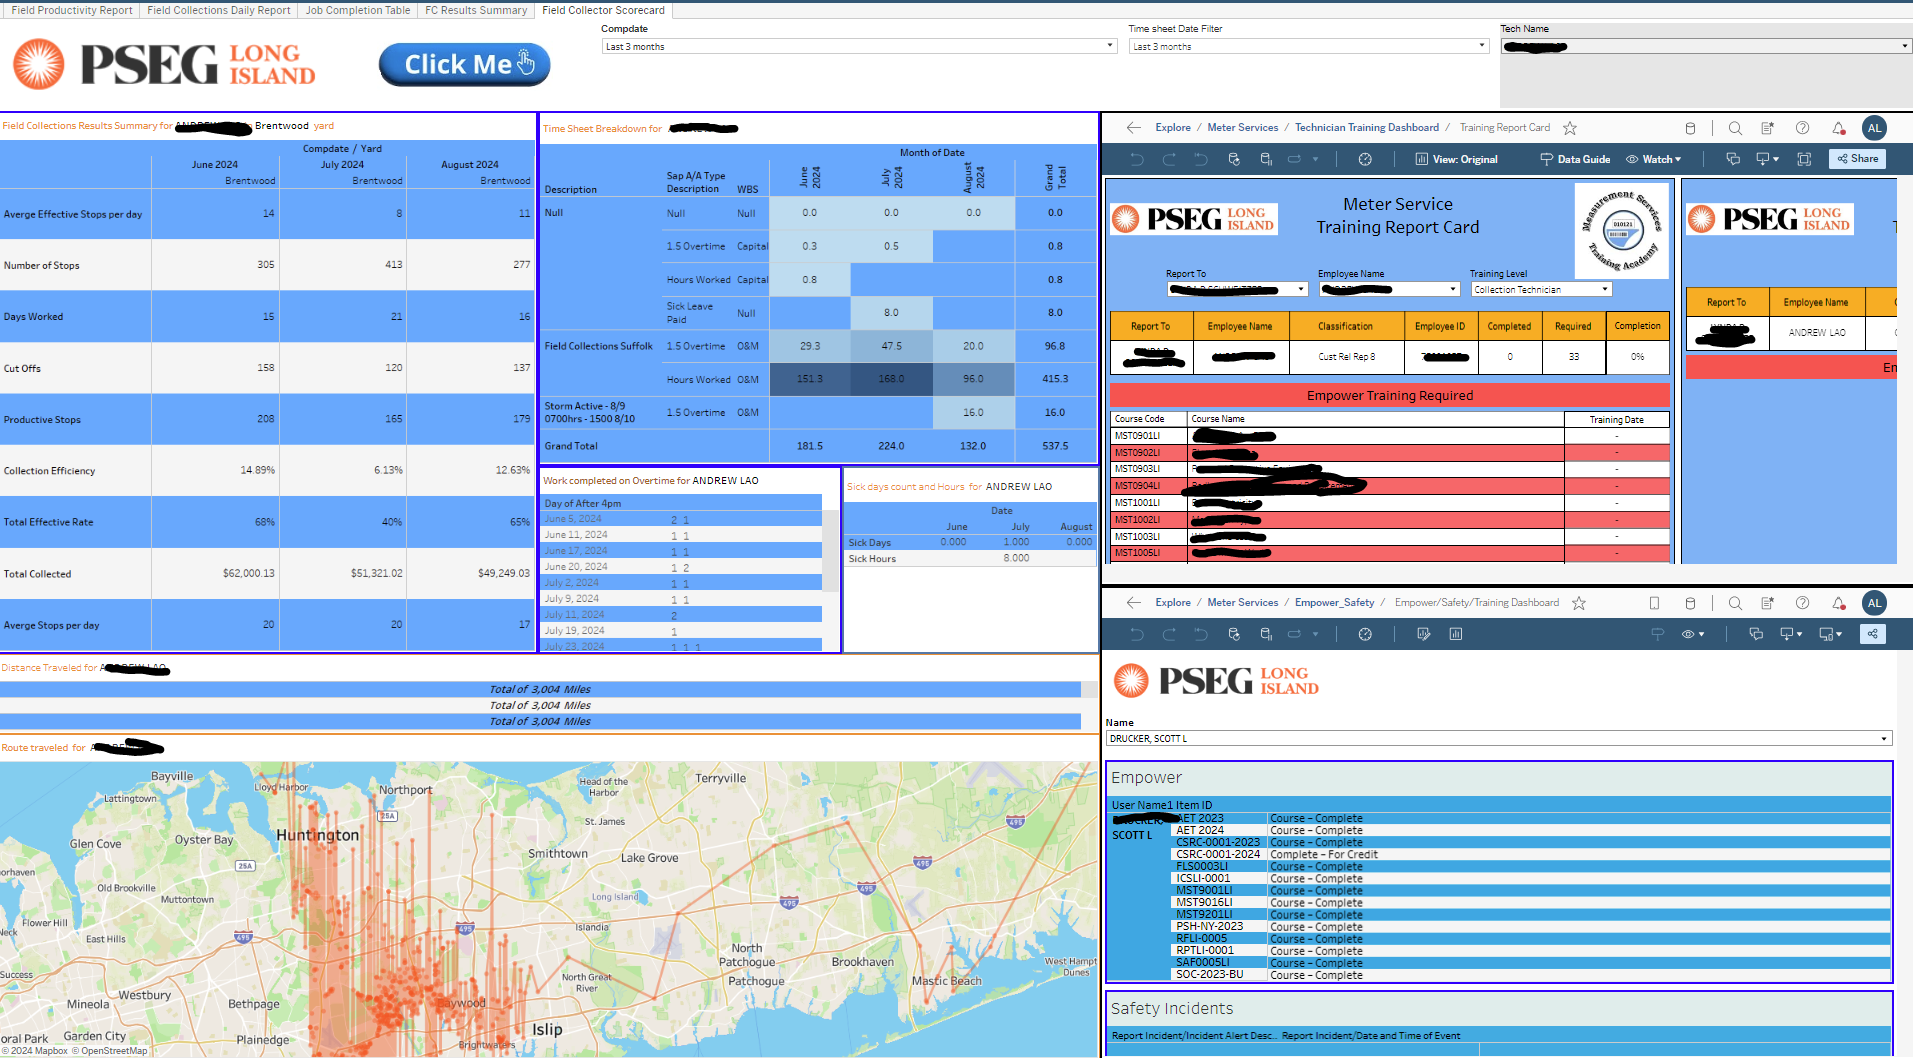 Field Productivity Report
Field Collections Daily Report
Job Completion Table
FC Results Summary
Field Collector Scorecard
PSEG LONG ISLAND
Click Me
Compdate
Last 3 months
Time sheet Date Filter
Last 3 months
Tech Name
Field Collections Results Summary for Brentwood yard
Compdate / Yard
June 2024 July 2024 August 2024
Brentwood Brentwood Brentwood
Averge Effective Stops per day 14 8 11
Number of Stops 305 413 277
Days Worked 15 21 16
Cut Offs 158 120 137
Productive Stops 208 165 179
Collection Efficiency 14.89% 6.13% 12.63%
Total Effective Rate 68% 40% 65%
Total Collected $62,000.13 $51,321.02 $49,249.03
Averge Stops per day 20 20 17
Time Sheet Breakdown for
Month of Date
Description Sap A/A Type Description WBS June 2024 July 2024 August 2024 Grand Total
Null Null Null 0.0 0.0 0.0 0.0
1.5 Overtime Capital 0.3 0.5 0.8
Hours Worked Capital 0.8 0.8
Sick Leave Paid Null 8.0 8.0
Field Collections Suffolk 1.5 Overtime O&M 29.3 47.5 20.0 96.8
Hours Worked O&M 151.3 168.0 96.0 415.3
Storm Active - 8/9 0700hrs - 1500 8/10 1.5 Overtime O&M 16.0 16.0
Grand Total 181.5 224.0 132.0 537.5
Work completed on Overtime for ANDREW LAO
Day of After 4pm
June 5, 2024 2 1
June 11, 2024 1 1
June 17, 2024 1 1
June 20, 2024 1 2
July 2, 2024 1 1
July 9, 2024 1 1
July 11, 2024 2
July 19, 2024 1
July 23, 2024 1 1 1
Sick days count and Hours for ANDREW LAO
Date
June July August
Sick Days 0.000 1.000 0.000
Sick Hours 8.000
Distance Traveled for
Total of 3,004 Miles
Total of 3,004 Miles
Total of 3,004 Miles
Route traveled for
Bayville
Lloyd Harbor
Lattingtown
Northport
25A
Head of the Harbor
Terryville
Huntington
St. James
Glen Cove
Oyster Bay
25A
Smithtown
Lake Grove
495
495
495
495
495
495
Old Brookville
Muttontown
Long Island
Flower Hill
Neck
East Hills
Islandia
North Patchogue
Brookhaven
West Hampt Dunes
Success
North Great River
Patchogue
Mastic Beach
Mineola
Westbury
Bethpage
Baywood
Islip
oral Park
Garden City
Plainedge
Brightwaters
© 2024 Mapbox © OpenStreetMap
Explore / Meter Services / Technician Training Dashboard / Training Report Card
AL
View: Original
Data Guide
Watch
Share
PSEG LONG ISLAND
Meter Service
Training Report Card
Measurement Services
010121
Training Academy
Report To
Employee Name
Training Level
Collection Technician
Report To Employee Name Classification Employee ID Completed Required Completion
Cust Rel Rep 8 0 33 0%
Empower Training Required
Course Code Course Name Training Date
MST0901LI -
MST0902LI -
MST0903LI -
MST0904LI -
MST1001LI -
MST1002LI -
MST1003LI -
MST1005LI -
PSEG LONG ISLAND
Report To Employee Name
ANDREW LAO
En
Explore / Meter Services / Empower_Safety / Empower/Safety/Training Dashboard
AL
PSEG LONG ISLAND
Name
DRUCKER, SCOTT L
Empower
User Name1 Item ID
AET 2023 Course – Complete
SCOTT L AET 2024 Course – Complete
CSRC-0001-2023 Course – Complete
CSRC-0001-2024 Complete – For Credit
FLS0003LI Course – Complete
ICSLI-0001 Course – Complete
MST9001LI Course – Complete
MST9016LI Course – Complete
MST9201LI Course – Complete
PSH-NY-2023 Course – Complete
RFLI-0005 Course – Complete
RPTLI-0001 Course – Complete
SAF0005LI Course – Complete
SOC-2023-BU Course – Complete
Safety Incidents
Report Incident/Incident Alert Desc.. Report Incident/Date and Time of Event